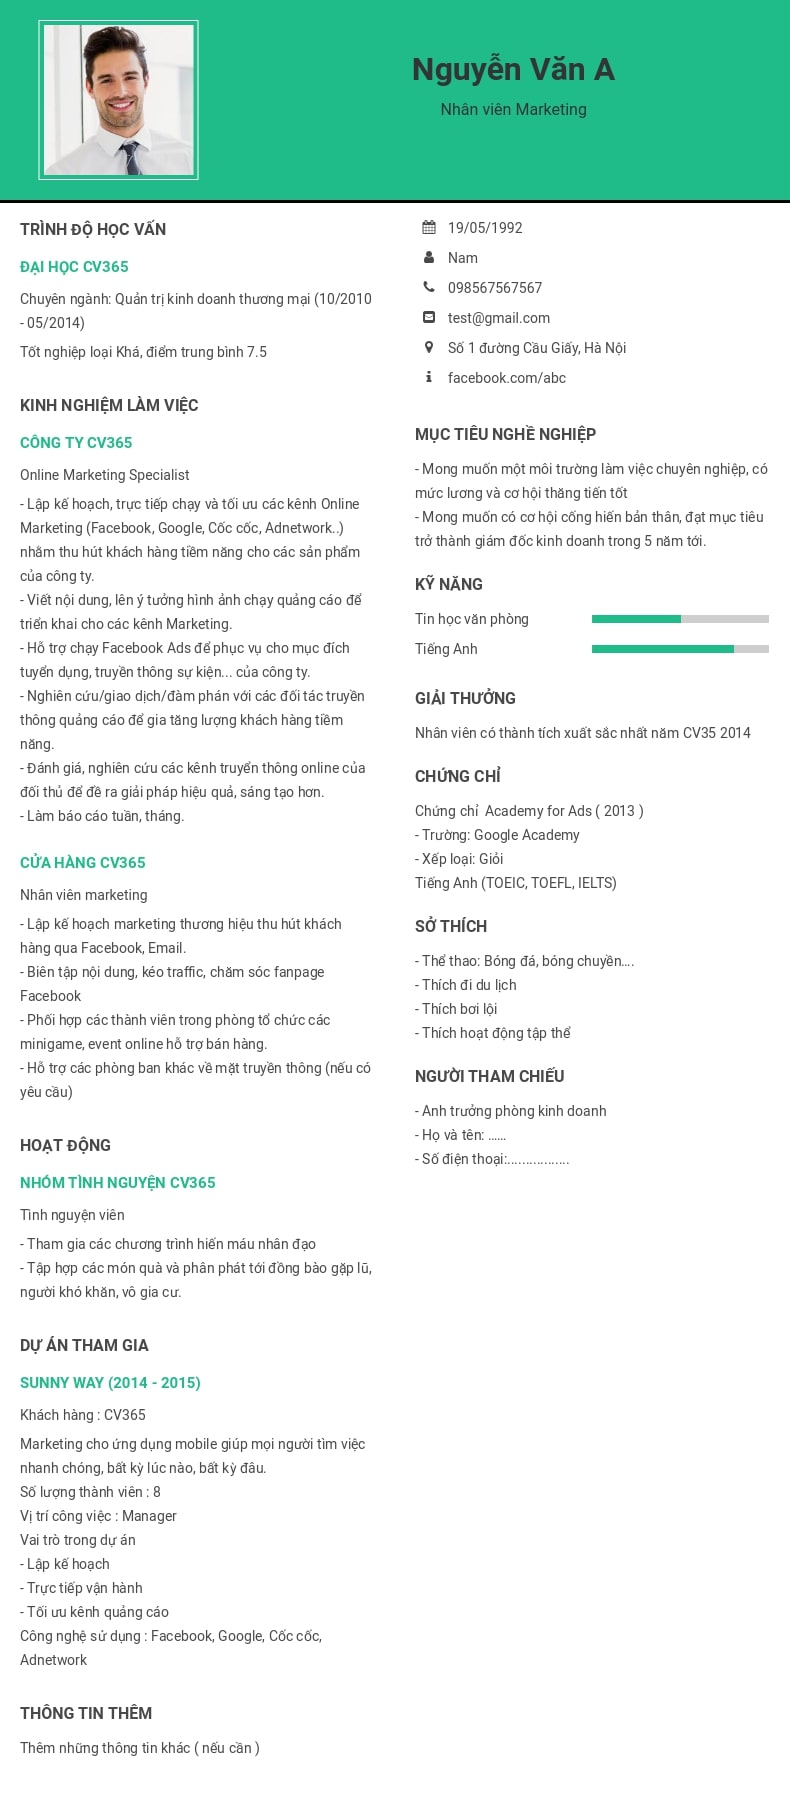 Nguyễn Văn A
Nhân viên Marketing
TRÌNH ĐỘ HỌC VẤN
ĐẠI HỌC CV365
Chuyên ngành: Quản trị kinh doanh thương mại (10/2010
- 05/2014)
Tốt nghiệp loại Khá, điểm trung bình 7.5
KINH NGHIỆM LÀM VIỆC
CÔNG TY CV365
Online Marketing Specialist
- Lập kế hoạch, trực tiếp chạy và tối ưu các kênh Online
Marketing (Facebook, Google, Cốc cốc, Adnetwork..)
nhằm thu hút khách hàng tiềm năng cho các sản phẩm
của công ty.
- Viết nội dung, lên ý tưởng hình ảnh chạy quảng cáo để
triển khai cho các kênh Marketing.
- Hỗ trợ chạy Facebook Ads để phục vụ cho mục đích
tuyển dụng, truyền thông sự kiện... của công ty.
- Nghiên cứu/giao dịch/đàm phán với các đối tác truyền
thông quảng cáo để gia tăng lượng khách hàng tiềm
năng.
- Đánh giá, nghiên cứu các kênh truyền thông online của
đối thủ để đề ra giải pháp hiệu quả, sáng tạo hơn.
- Làm báo cáo tuần, tháng.
CỬA HÀNG CV365
Nhân viên marketing
- Lập kế hoạch marketing thương hiệu thu hút khách
hàng qua Facebook, Email.
- Biên tập nội dung, kéo traffic, chăm sóc fanpage
Facebook
- Phối hợp các thành viên trong phòng tổ chức các
minigame, event online hỗ trợ bán hàng.
- Hỗ trợ các phòng ban khác về mặt truyền thông (nếu có
yêu cầu)
HOẠT ĐỘNG
NHÓM TÌNH NGUYỆN CV365
Tình nguyện viên
- Tham gia các chương trình hiến máu nhân đạo
- Tập hợp các món quà và phân phát tới đồng bào gặp lũ,
người khó khăn, vô gia cư.
DỰ ÁN THAM GIA
SUNNY WAY (2014 - 2015)
Khách hàng : CV365
Marketing cho ứng dụng mobile giúp mọi người tìm việc
nhanh chóng, bất kỳ lúc nào, bất kỳ đâu.
Số lượng thành viên : 8
Vị trí công việc : Manager
Vai trò trong dự án
- Lập kế hoạch
- Trực tiếp vận hành
- Tối ưu kênh quảng cáo
Công nghệ sử dụng : Facebook, Google, Cốc cốc,
Adnetwork
THÔNG TIN THÊM
Thêm những thông tin khác ( nếu cần )
19/05/1992
Nam
098567567567
test@gmail.com
Số 1 đường Cầu Giấy, Hà Nội
facebook.com/abc
MỤC TIÊU NGHỀ NGHIỆP
- Mong muốn một môi trường làm việc chuyên nghiệp, có
mức lương và cơ hội thăng tiến tốt
- Mong muốn có cơ hội cống hiến bản thân, đạt mục tiêu
trở thành giám đốc kinh doanh trong 5 năm tới.
KỸ NĂNG
Tin học văn phòng
Tiếng Anh
GIẢI THƯỞNG
Nhân viên có thành tích xuất sắc nhất năm CV35 2014
CHỨNG CHỈ
Chứng chỉ  Academy for Ads ( 2013 )
- Trường: Google Academy
- Xếp loại: Giỏi
Tiếng Anh (TOEIC, TOEFL, IELTS)
SỞ THÍCH
- Thể thao: Bóng đá, bóng chuyền....
- Thích đi du lịch
- Thích bơi lội
- Thích hoạt động tập thể
NGƯỜI THAM CHIẾU
- Anh trưởng phòng kinh doanh
- Họ và tên: ......
- Số điện thoại:.................